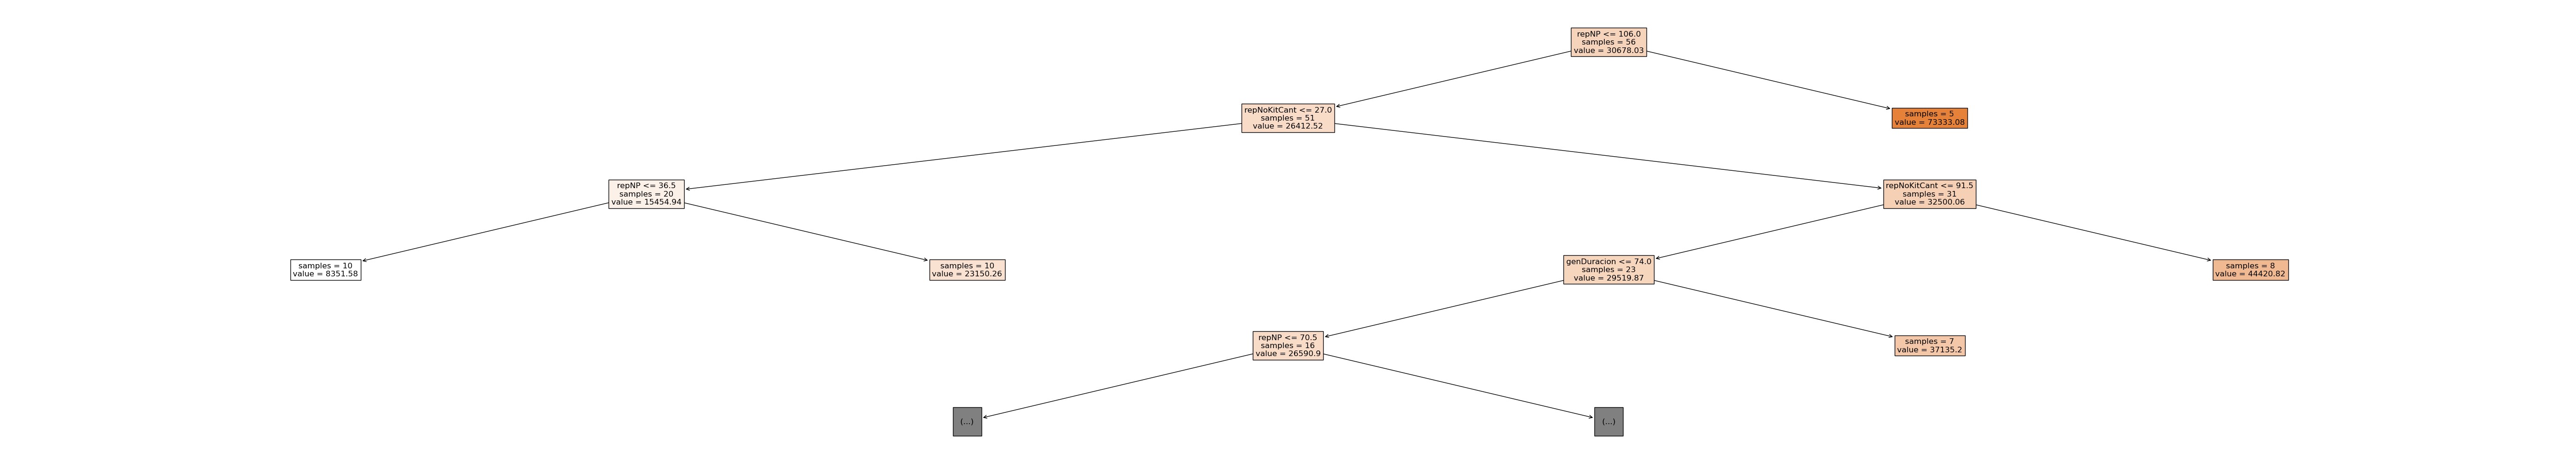 repNP <= 106.0
samples = 56
value = 30678.03
repNoKitCant <= 27.0
samples = 51
value = 26412.52
samples = 5
value = 73333.08
repNP <= 36.5
samples = 20
value = 15454.94
repNoKitCant <= 91.5
samples = 31
value = 32500.06
samples = 10
value = 8351.58
samples = 10
value = 23150.26
genDuracion <= 74.0
samples = 23
value = 29519.87
samples = 8
value = 44420.82
repNP <= 70.5
samples = 16
value = 26590.9
samples = 7
value = 37135.2
(...)
(...)